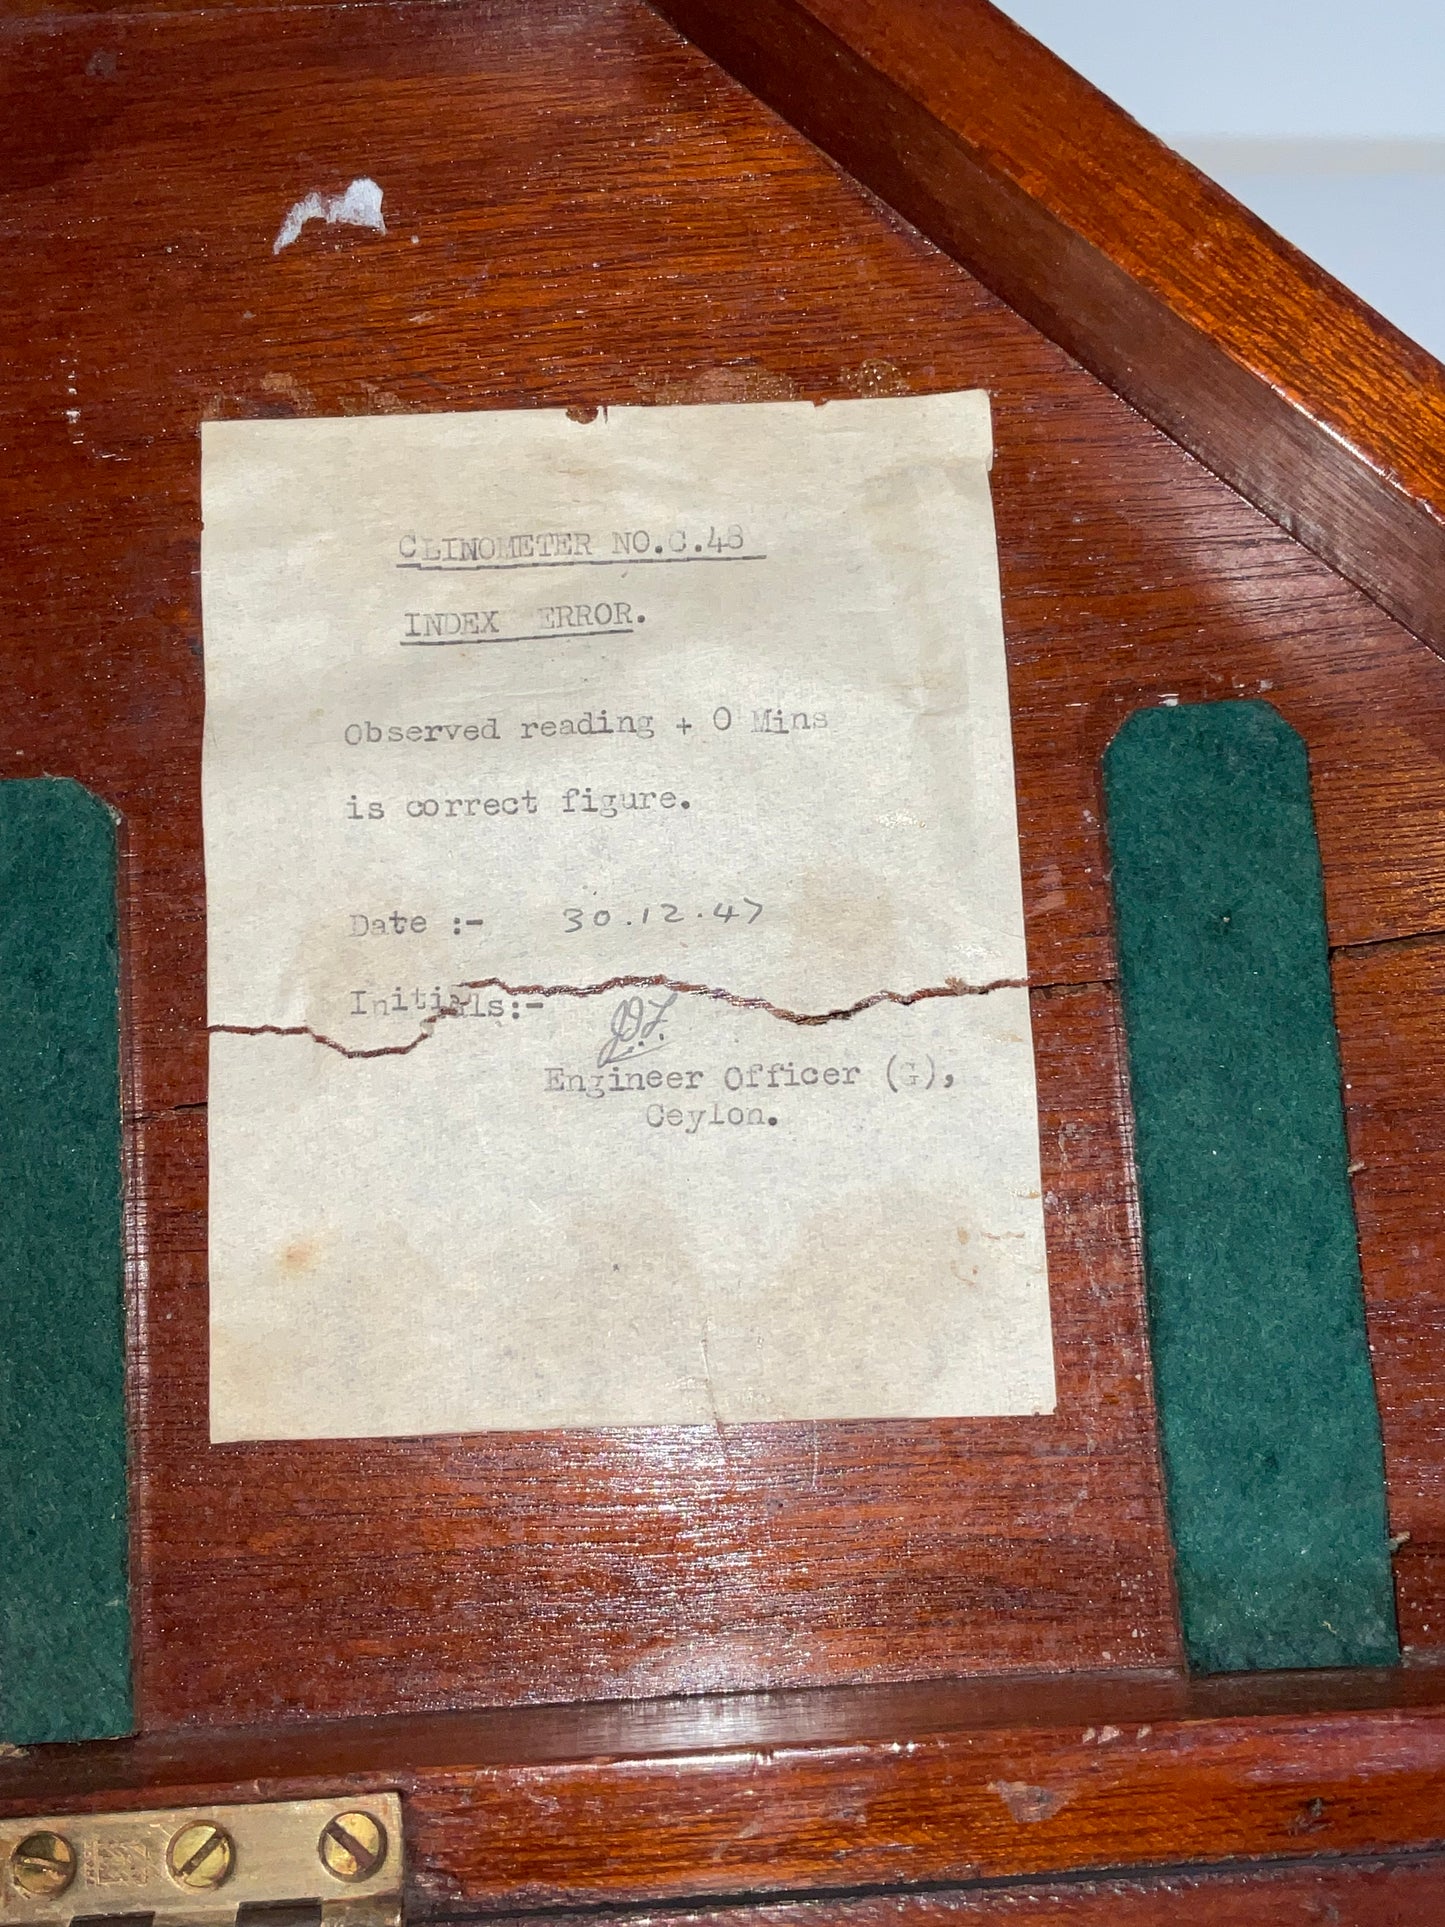 CLINOMETER NO.C.48
INDEX ERROR.
Observed reading + 0 Mins
is correct figure.
Date :- 30.12.47
Initials:-
Engineer Officer (G),
Ceylon.